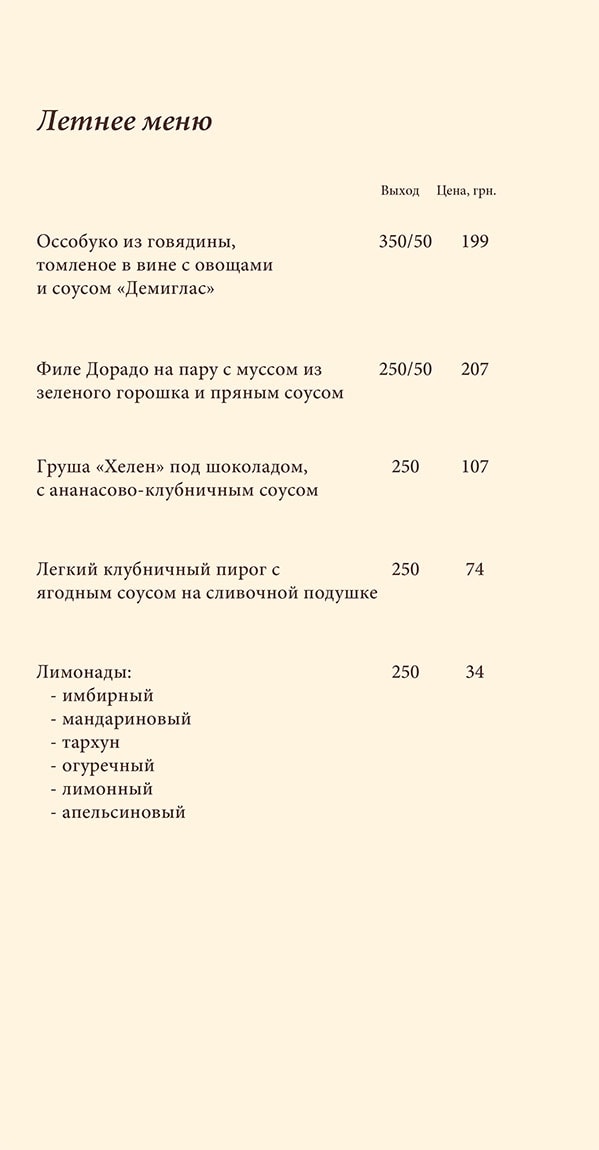 Летнее меню
Выход Цена, грн.
Оссобуко из говядины, 350/50 199
томленое в вине с овощами
и соусом «Демиглас»
Филе Дорадо на пару с муссом из 250/50 207
зеленого горошка и пряным соусом
Груша «Хелен» под шоколадом, 250 107
с ананасово-клубничным соусом
Легкий клубничный пирог с 250 74
ягодным соусом на сливочной подушке
Лимонады: 250 34
- имбирный
- мандариновый
- тархун
- огуречный
- лимонный
- апельсиновый